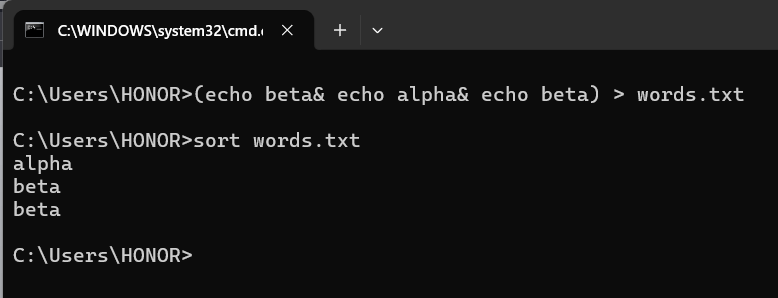 C:\WINDOWS\system32\cmd.
C:\Users\HONOR>(echo beta& echo alpha& echo beta) > words.txt
C:\Users\HONOR>sort words.txt
alpha
beta
beta
C:\Users\HONOR>